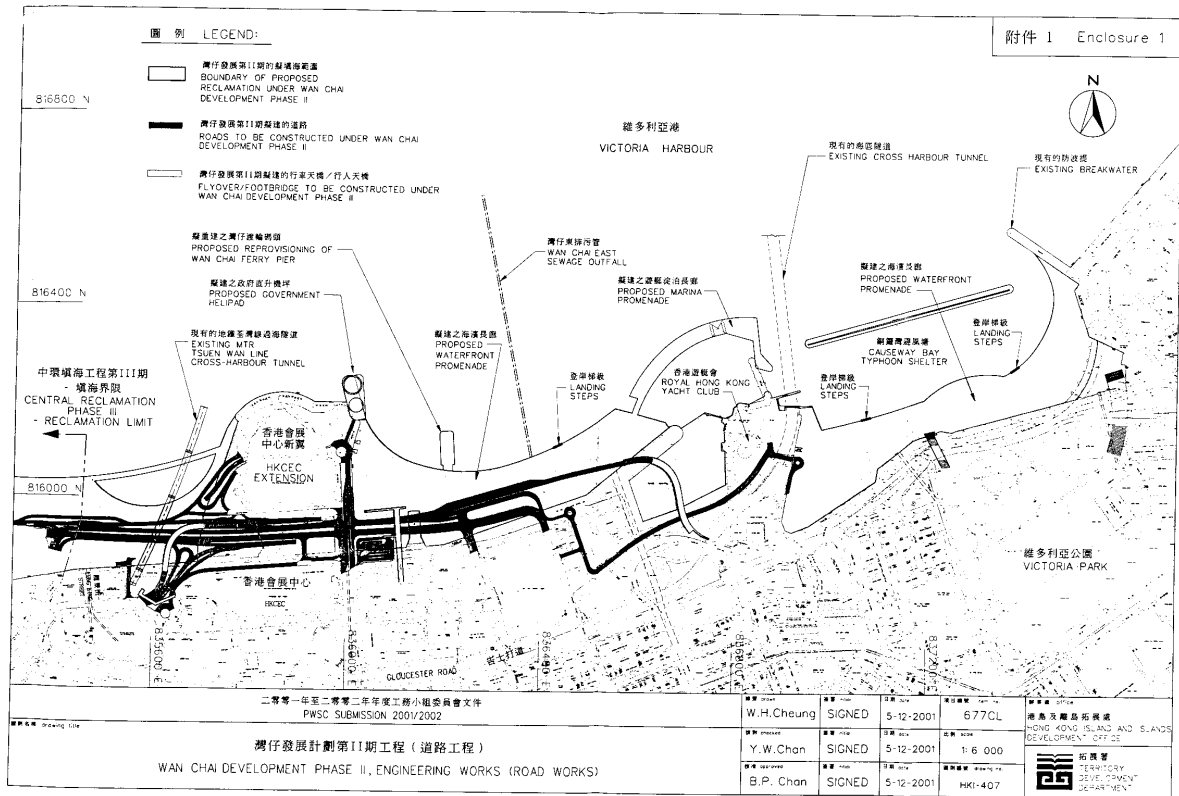 附件 1 Enclosure 1
圖 例 LEGEND:
灣仔發展第II期的擬填海範圍
BOUNDARY OF PROPOSED
RECLAMATION UNDER WAN CHAI
DEVELOPMENT PHASE II
灣仔發展第II期擬建的道路
ROADS TO BE CONSTRUCTED UNDER WAN CHAI
DEVELOPMENT PHASE II
灣仔發展第II期擬建的行車天橋/行人天橋
FLYOVER/FOOTBRIDGE TO BE CONSTRUCTED UNDER
WAN CHAI DEVELOPMENT PHASE II
816800 N
816400 N
816000 N
N
維多利亞港
VICTORIA HARBOUR
現有的海底隧道
EXISTING CROSS HARBOUR TUNNEL
現有的防波堤
EXISTING BREAKWATER
擬重建之灣仔渡輪碼頭
PROPOSED REPROVISIONING OF
WAN CHAI FERRY PIER
灣仔東排污管
WAN CHAI EAST
SEWAGE OUTFALL
擬建之政府直升機坪
PROPOSED GOVERNMENT
HELIPAD
擬建之遊艇停泊長廊
PROPOSED MARINA
PROMENADE
擬建之海濱長廊
PROPOSED WATERFRONT
PROMENADE
現有的地鐵荃灣線過海隧道
EXISTING MTR
TSUEN WAN LINE
CROSS-HARBOUR TUNNEL
擬建之海濱長廊
PROPOSED
WATERFRONT
PROMENADE
登岸梯級
LANDING
STEPS
銅鑼灣避風塘
CAUSEWAY BAY
TYPHOON SHELTER
中環填海工程第III期
- 填海界限
CENTRAL RECLAMATION
PHASE III
- RECLAMATION LIMIT
登岸梯級
LANDING
STEPS
香港遊艇會
ROYAL HONG KONG
YACHT CLUB
登岸梯級
LANDING
STEPS
香港會展
中心新翼
HKCEC
EXTENSION
香港會展中心
HKCEC
維多利亞公園
VICTORIA PARK
835600 E
836000 E
836400 E
836800 E
837200 E
告士打道
GLOUCESTER ROAD
二零零一年至二零零二年年度工務小組委員會文件
PWSC SUBMISSION 2001/2002
drawing title
灣仔發展計劃第II期工程(道路工程)
WAN CHAI DEVELOPMENT PHASE II, ENGINEERING WORKS (ROAD WORKS)
drawn W.H.Cheung SIGNED 5-12-2001 677CL
checked Y.W.Chan SIGNED 5-12-2001 scale 1: 6 000
approved B.P. Chan SIGNED 5-12-2001 drawing no. HKI-407
office
港島及離島拓展處
HONG KONG ISLAND AND ISLANDS
DEVELOPMENT OFFICE
拓展署
TERRITORY
DEVELOPMENT
DEPARTMENT